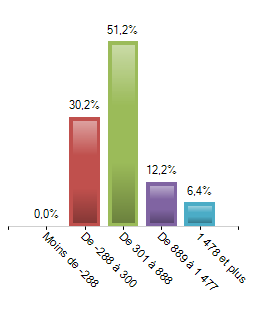 51,2%
30,2%
12,2%
6,4%
0,0%
Moins de -288
De -288 à 300
De 301 à 888
De 889 à 1 477
1 478 et plus